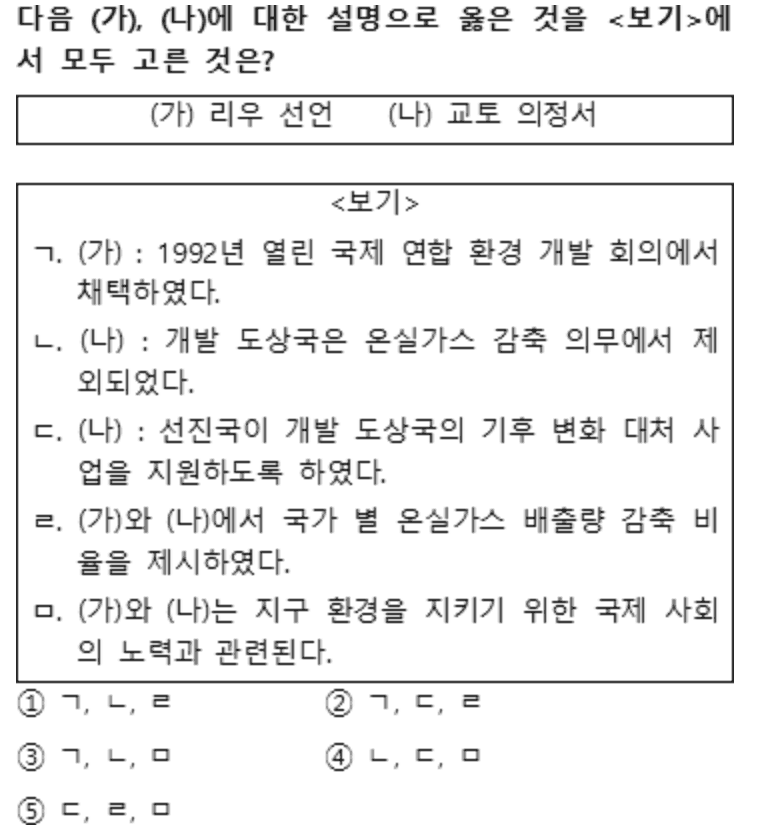 다음 (가), (나)에 대한 설명으로 옳은 것을 <보기>에
서 모두 고른 것은?
(가) 리우 선언 (나) 교토 의정서
<보기>
ㄱ. (가) : 1992년 열린 국제 연합 환경 개발 회의에서
채택하였다.
ㄴ. (나) : 개발 도상국은 온실가스 감축 의무에서 제
외되었다.
ㄷ. (나) : 선진국이 개발 도상국의 기후 변화 대처 사
업을 지원하도록 하였다.
ㄹ. (가)와 (나)에서 국가 별 온실가스 배출량 감축 비
율을 제시하였다.
ㅁ. (가)와 (나)는 지구 환경을 지키기 위한 국제 사회
의 노력과 관련된다.
① ㄱ, ㄴ, ㄹ ② ㄱ, ㄷ, ㄹ
③ ㄱ, ㄴ, ㅁ ④ ㄴ, ㄷ, ㅁ
⑤ ㄷ, ㄹ, ㅁ